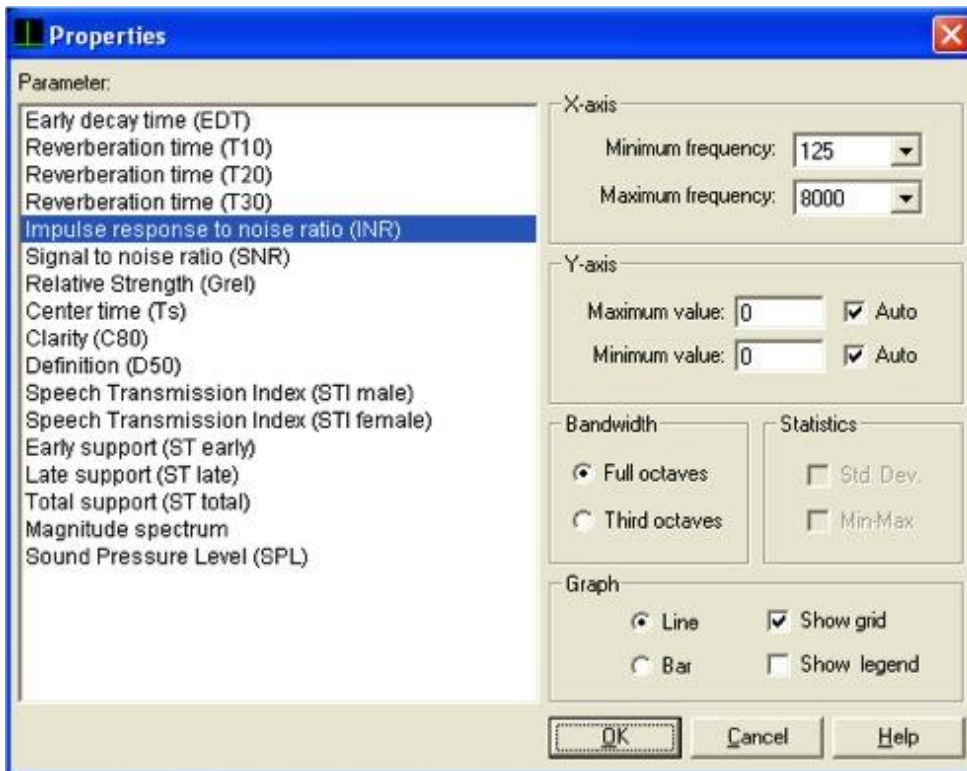 Properties
Parameter:
Early decay time (EDT)
Reverberation time (T10)
Reverberation time (T20)
Reverberation time (T30)
Impulse response to noise ratio (INR)
Signal to noise ratio (SNR)
Relative Strength (Grel)
Center time (Ts)
Clarity (C80)
Definition (D50)
Speech Transmission Index (STI male)
Speech Transmission Index (STI female)
Early support (ST early)
Late support (ST late)
Total support (ST total)
Magnitude spectrum
Sound Pressure Level (SPL)
X-axis
Minimum frequency: 125
Maximum frequency: 8000
Y-axis
Maximum value: 0 Auto
Minimum value: 0 Auto
Bandwidth
Full octaves
Third octaves
Statistics
Std. Dev.
Min-Max
Graph
Line Show grid
Bar Show legend
OK Cancel Help